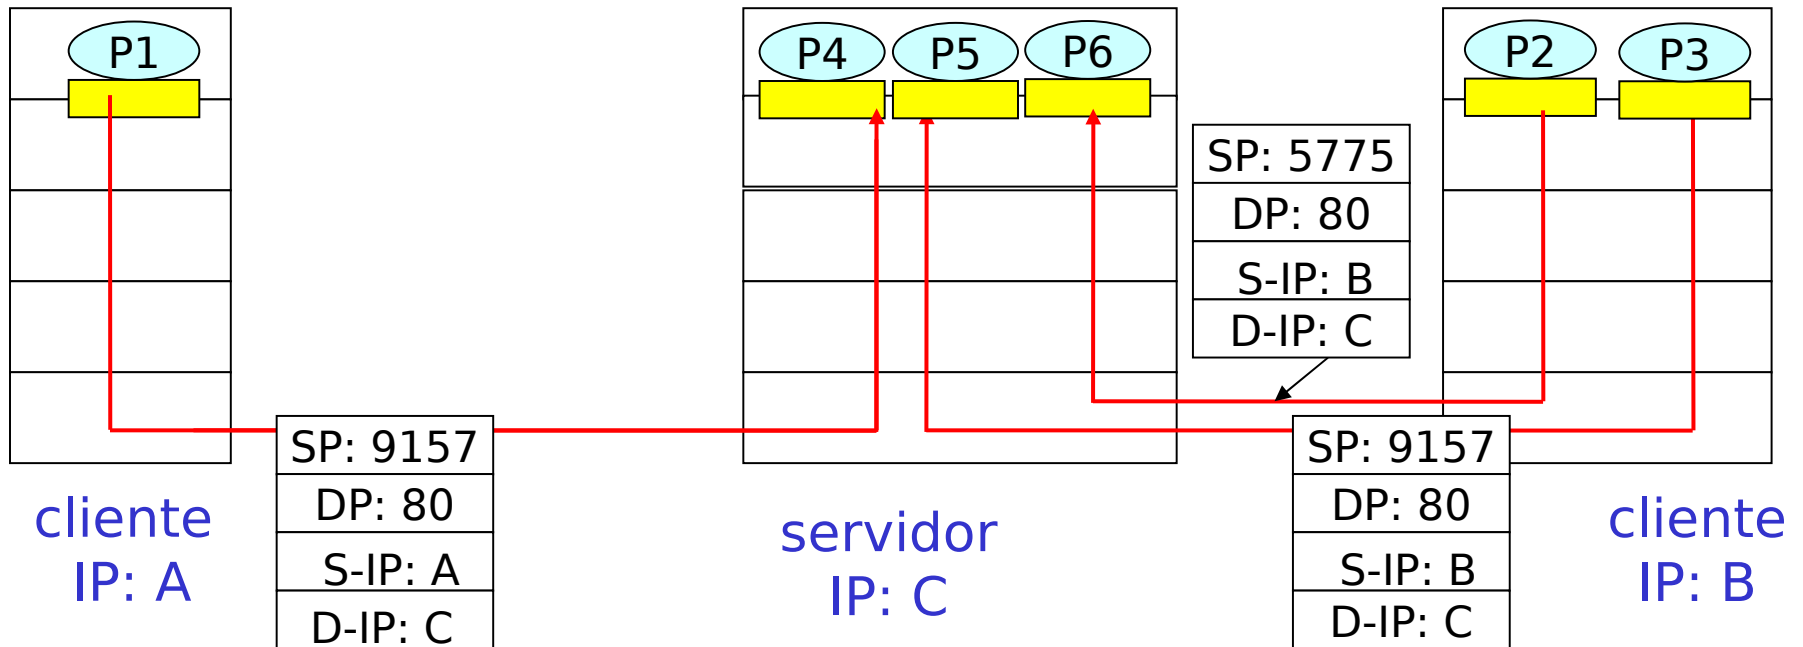 P1
P4
P5
P6
P2
P3
SP: 5775
DP: 80
S-IP: B
D-IP: C
SP: 9157
DP: 80
S-IP: A
D-IP: C
SP: 9157
DP: 80
S-IP: B
D-IP: C
cliente
IP: A
servidor
IP: C
cliente
IP: B